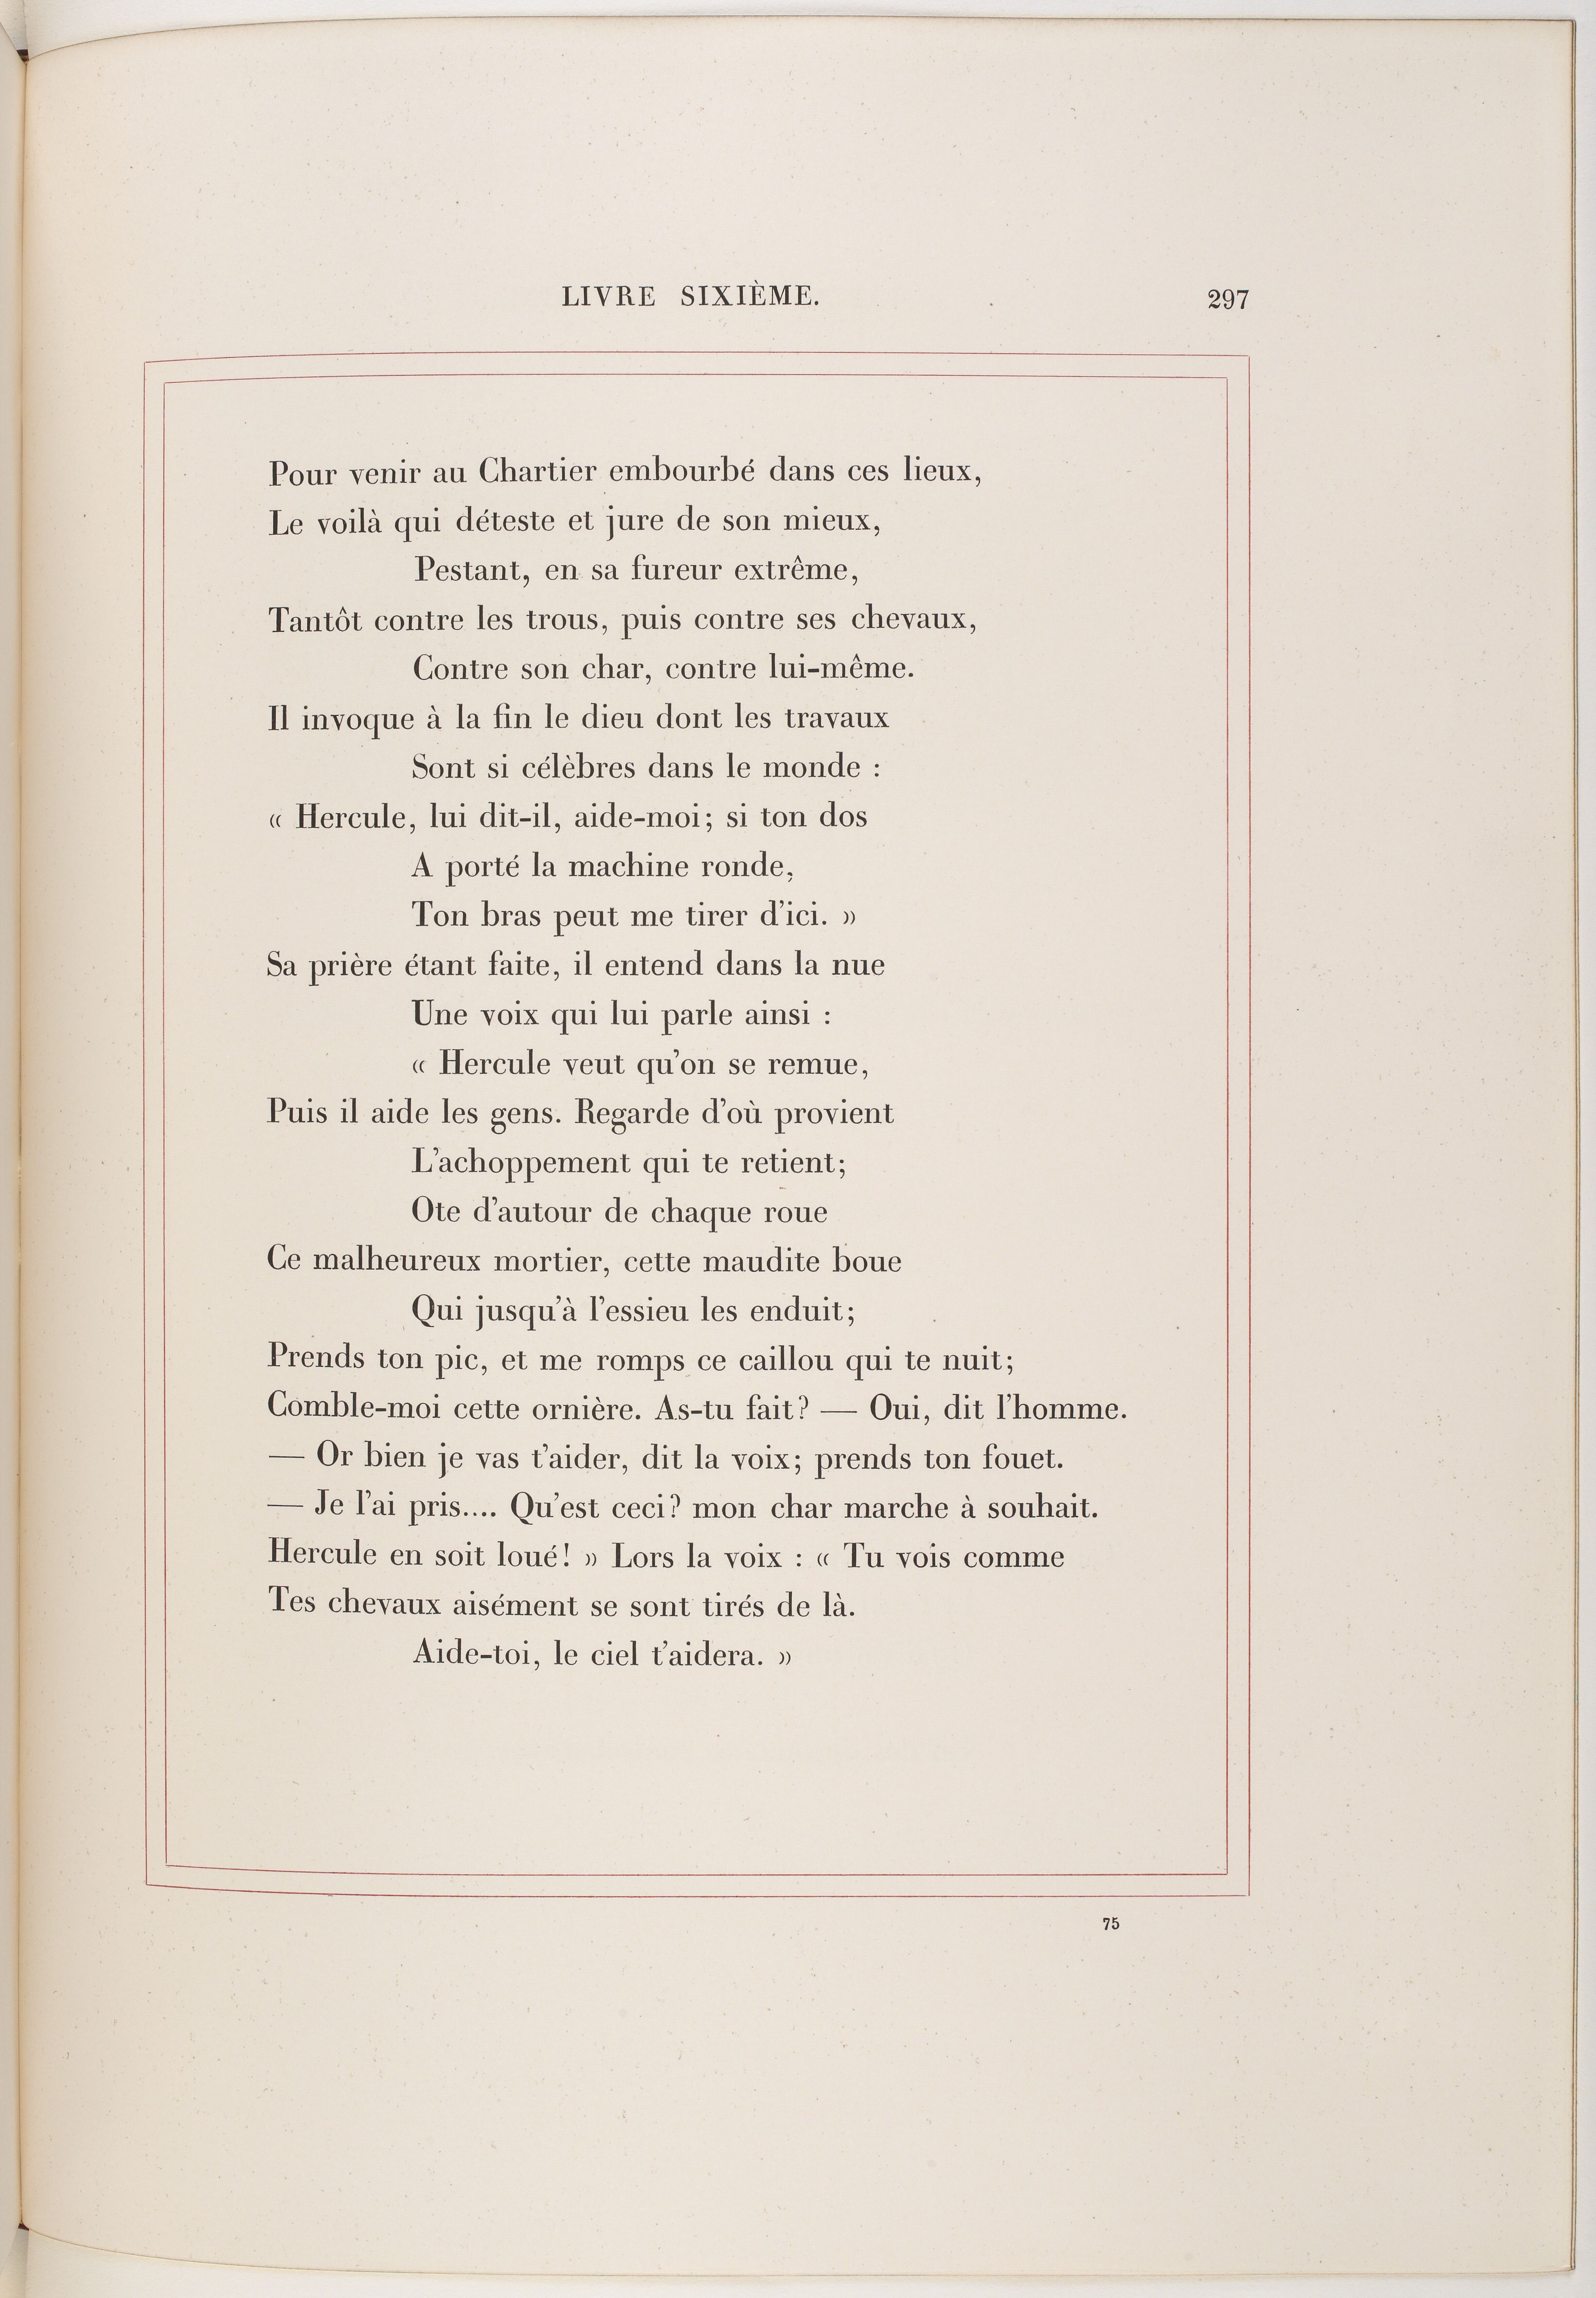 LIVRE SIXIÈME. 297
Pour venir au Chartier embourbé dans ces lieux,
Le voilà qui déteste et jure de son mieux,
Pestant, en sa fureur extrême,
Tantôt contre les trous, puis contre ses chevaux,
Contre son char, contre lui-même.
Il invoque à la fin le dieu dont les travaux
Sont si célèbres dans le monde :
« Hercule, lui dit-il, aide-moi; si ton dos
A porté la machine ronde,
Ton bras peut me tirer d'ici. »
Sa prière étant faite, il entend dans la nue
Une voix qui lui parle ainsi :
« Hercule veut qu'on se remue,
Puis il aide les gens. Regarde d'où provient
L'achoppement qui te retient;
Ote d'autour de chaque roue
Ce malheureux mortier, cette maudite boue
Qui jusqu'à l'essieu les enduit;
Prends ton pic, et me romps ce caillou qui te nuit;
Comble-moi cette ornière. As-tu fait? — Oui, dit l'homme.
— Or bien je vas t'aider, dit la voix; prends ton fouet.
— Je l'ai pris.... Qu'est ceci? mon char marche à souhait.
Hercule en soit loué! » Lors la voix : « Tu vois comme
Tes chevaux aisément se sont tirés de là.
Aide-toi, le ciel t'aidera. »
75